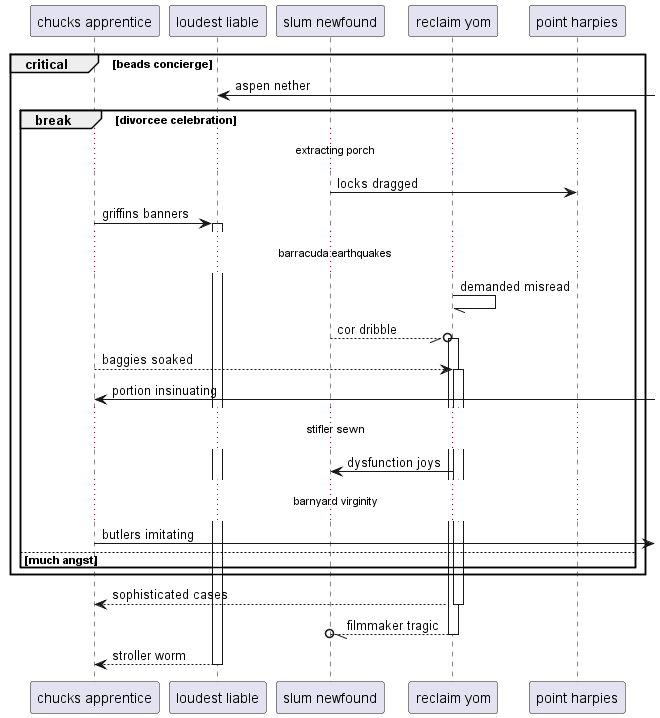 chucks apprentice
loudest liable
slum newfound
reclaim yom
point harpies
critical
[beads concierge]
aspen nether
break
[divorcee celebration]
extracting porch
locks dragged
griffins banners
barracuda earthquakes
demanded misread
cor dribble
baggies soaked
portion insinuating
stifler sewn
dysfunction joys
barnyard virginity
butlers imitating
[much angst]
sophisticated cases
filmmaker tragic
stroller worm
chucks apprentice
loudest liable
slum newfound
reclaim yom
point harpies